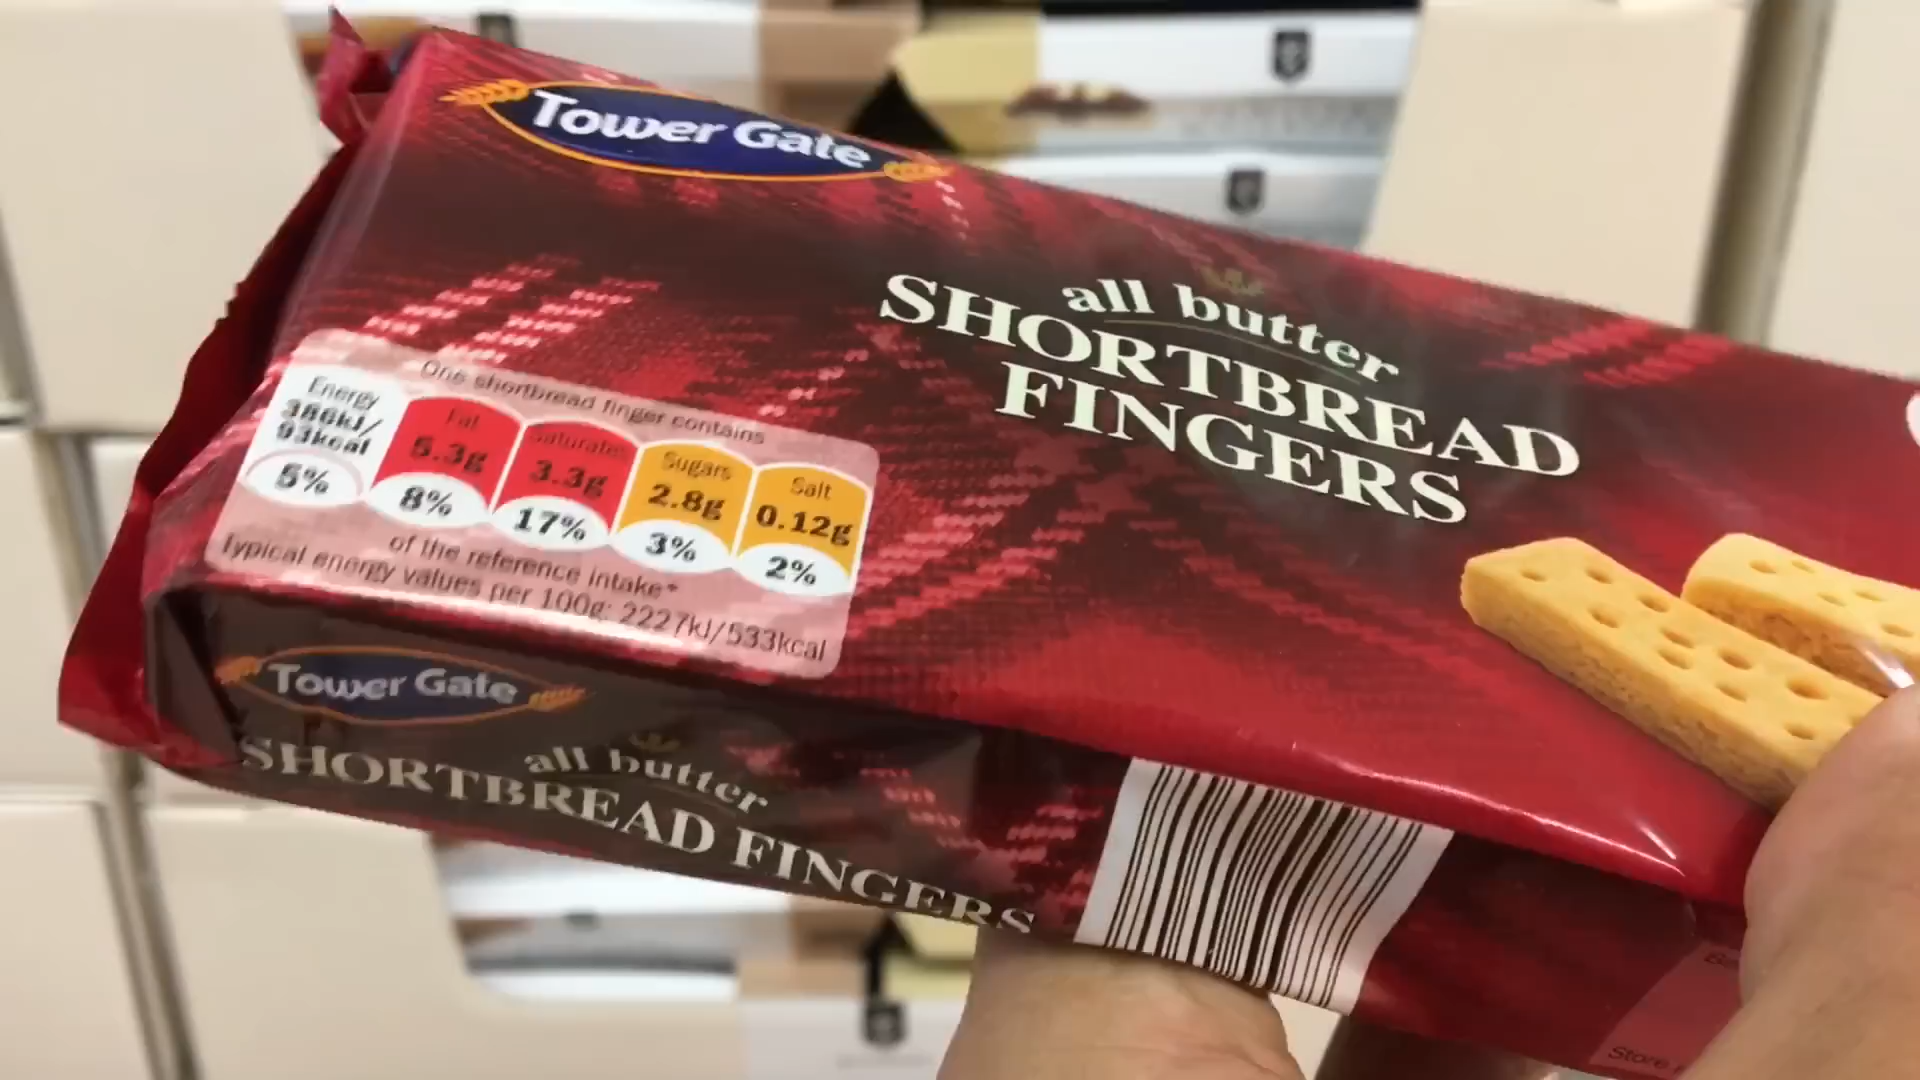 Tower Gate
all butter
SHORTBREAD
FINGERS
One shortbread finger contains
Energy
386kJ/
93kcal
5%
Fat
5.3g
8%
Saturates
3.3g
17%
Sugars
2.8g
3%
Salt
0.12g
2%
of the reference intake*
Typical energy values per 100g: 2227kJ/533kcal
Tower Gate
all butter
SHORTBREAD FINGERS
Store